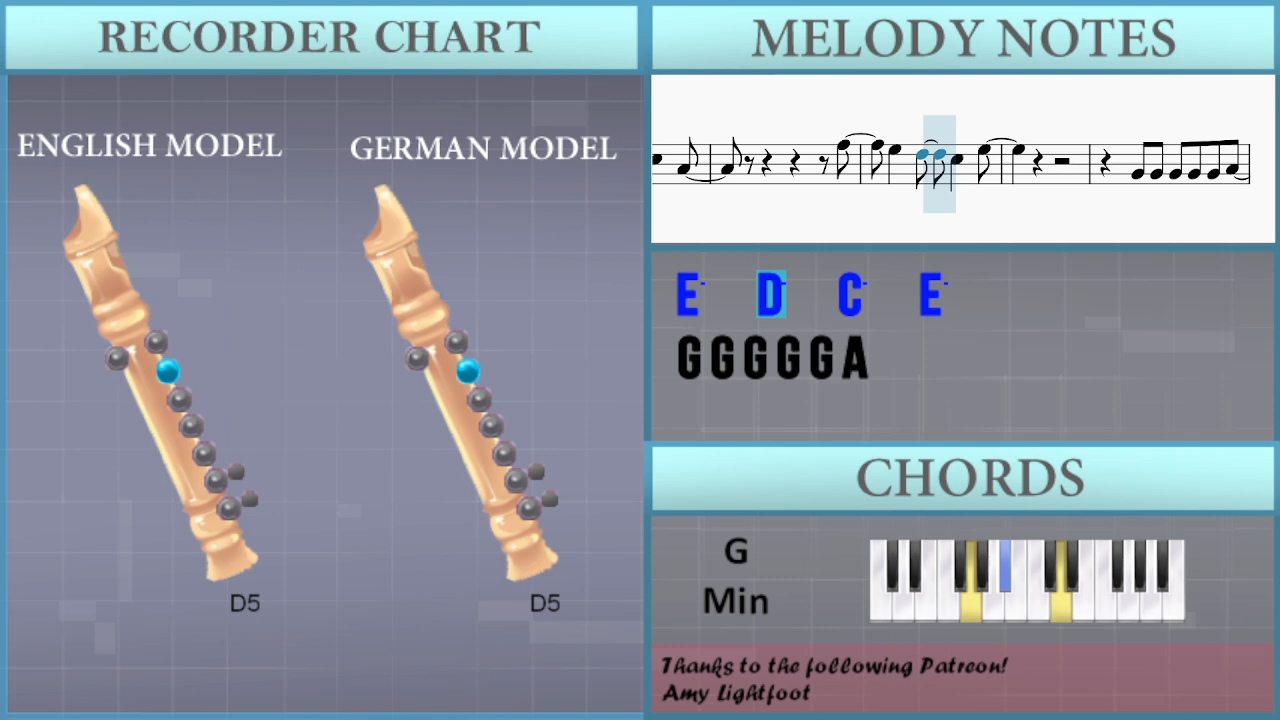 RECORDER CHART
ENGLISH MODEL
GERMAN MODEL
D5
D5
MELODY NOTES
E- D- C- E-
GGGGGA
CHORDS
G
Min
Thanks to the following Patreon!
Amy Lightfoot